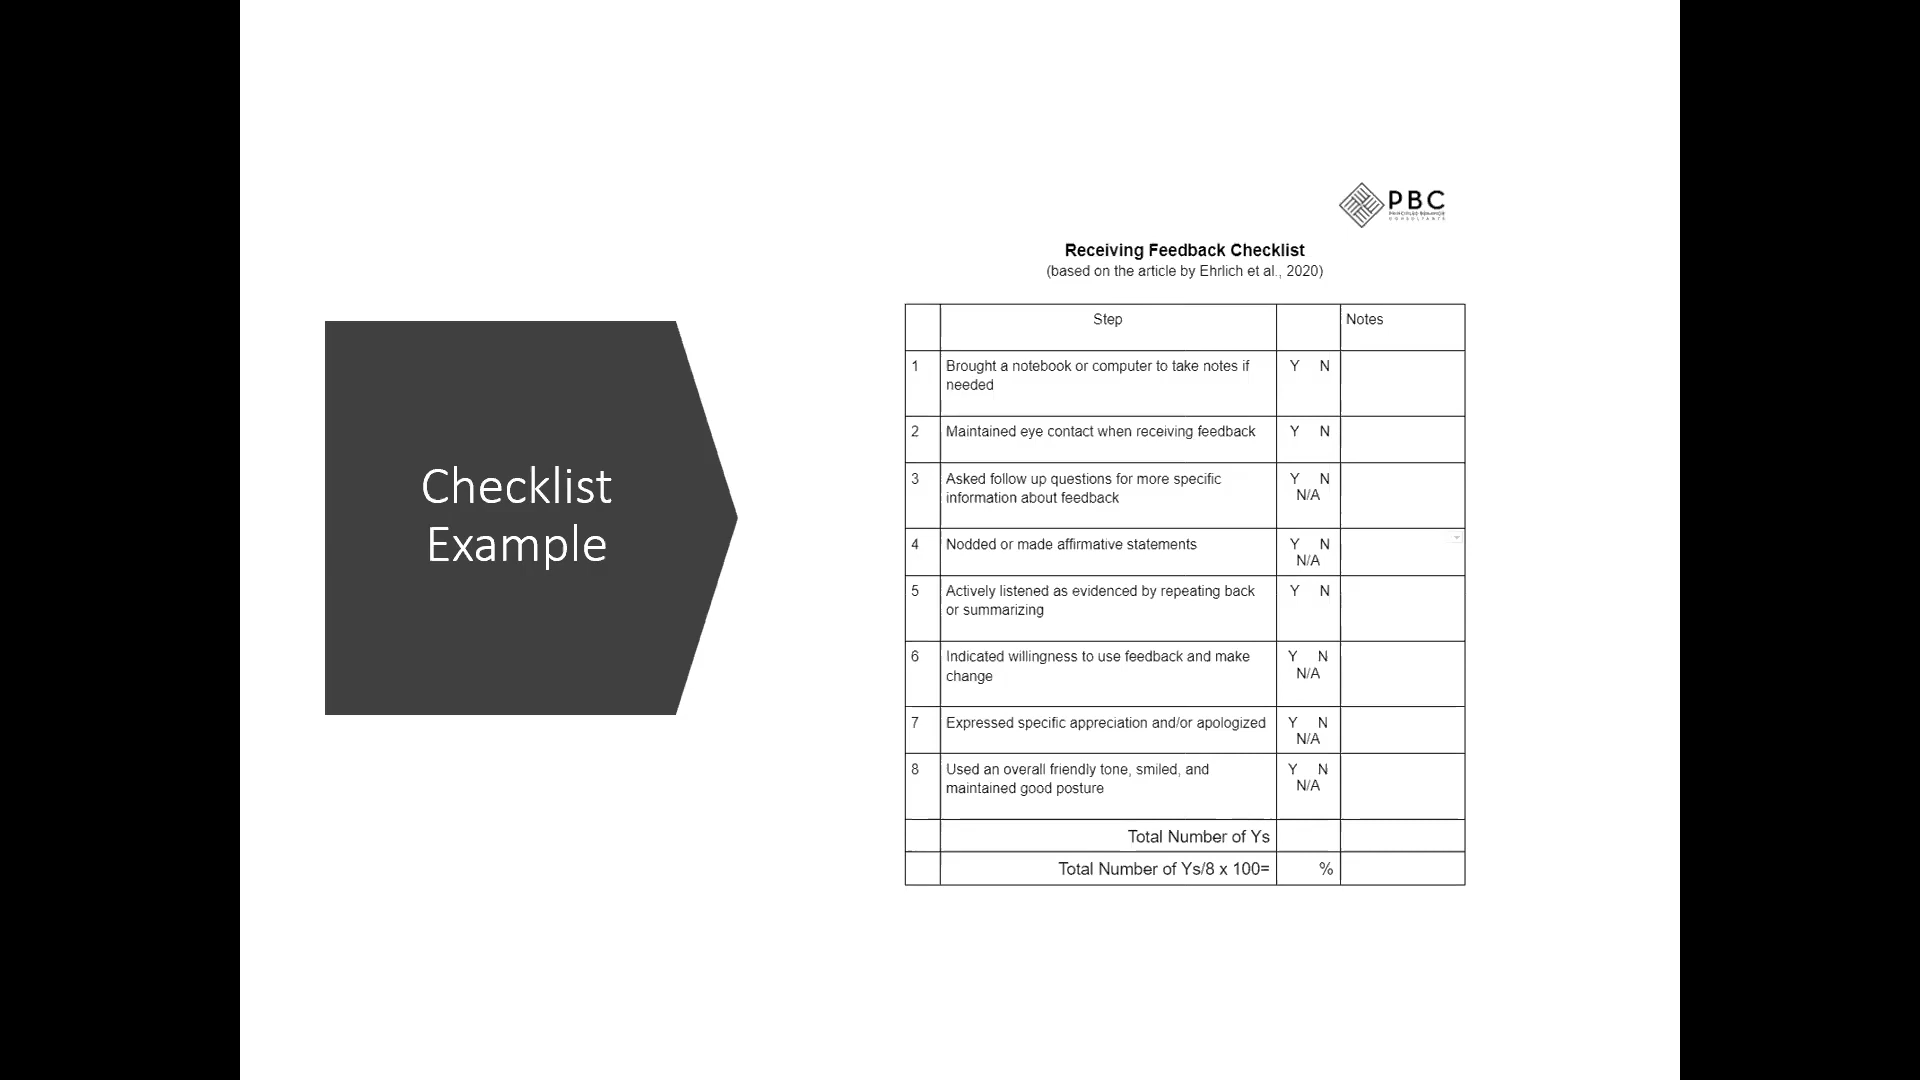 Checklist
Example
PBC
PRINCIPLED BEHAVIOR
CONSULTANTS
Receiving Feedback Checklist
(based on the article by Ehrlich et al., 2020)
Step Notes
1 Brought a notebook or computer to take notes if Y N
needed
2 Maintained eye contact when receiving feedback Y N
3 Asked follow up questions for more specific Y N
information about feedback N/A
4 Nodded or made affirmative statements Y N
N/A
5 Actively listened as evidenced by repeating back Y N
or summarizing
6 Indicated willingness to use feedback and make Y N
change N/A
7 Expressed specific appreciation and/or apologized Y N
N/A
8 Used an overall friendly tone, smiled, and Y N
maintained good posture N/A
Total Number of Ys
Total Number of Ys/8 x 100= %